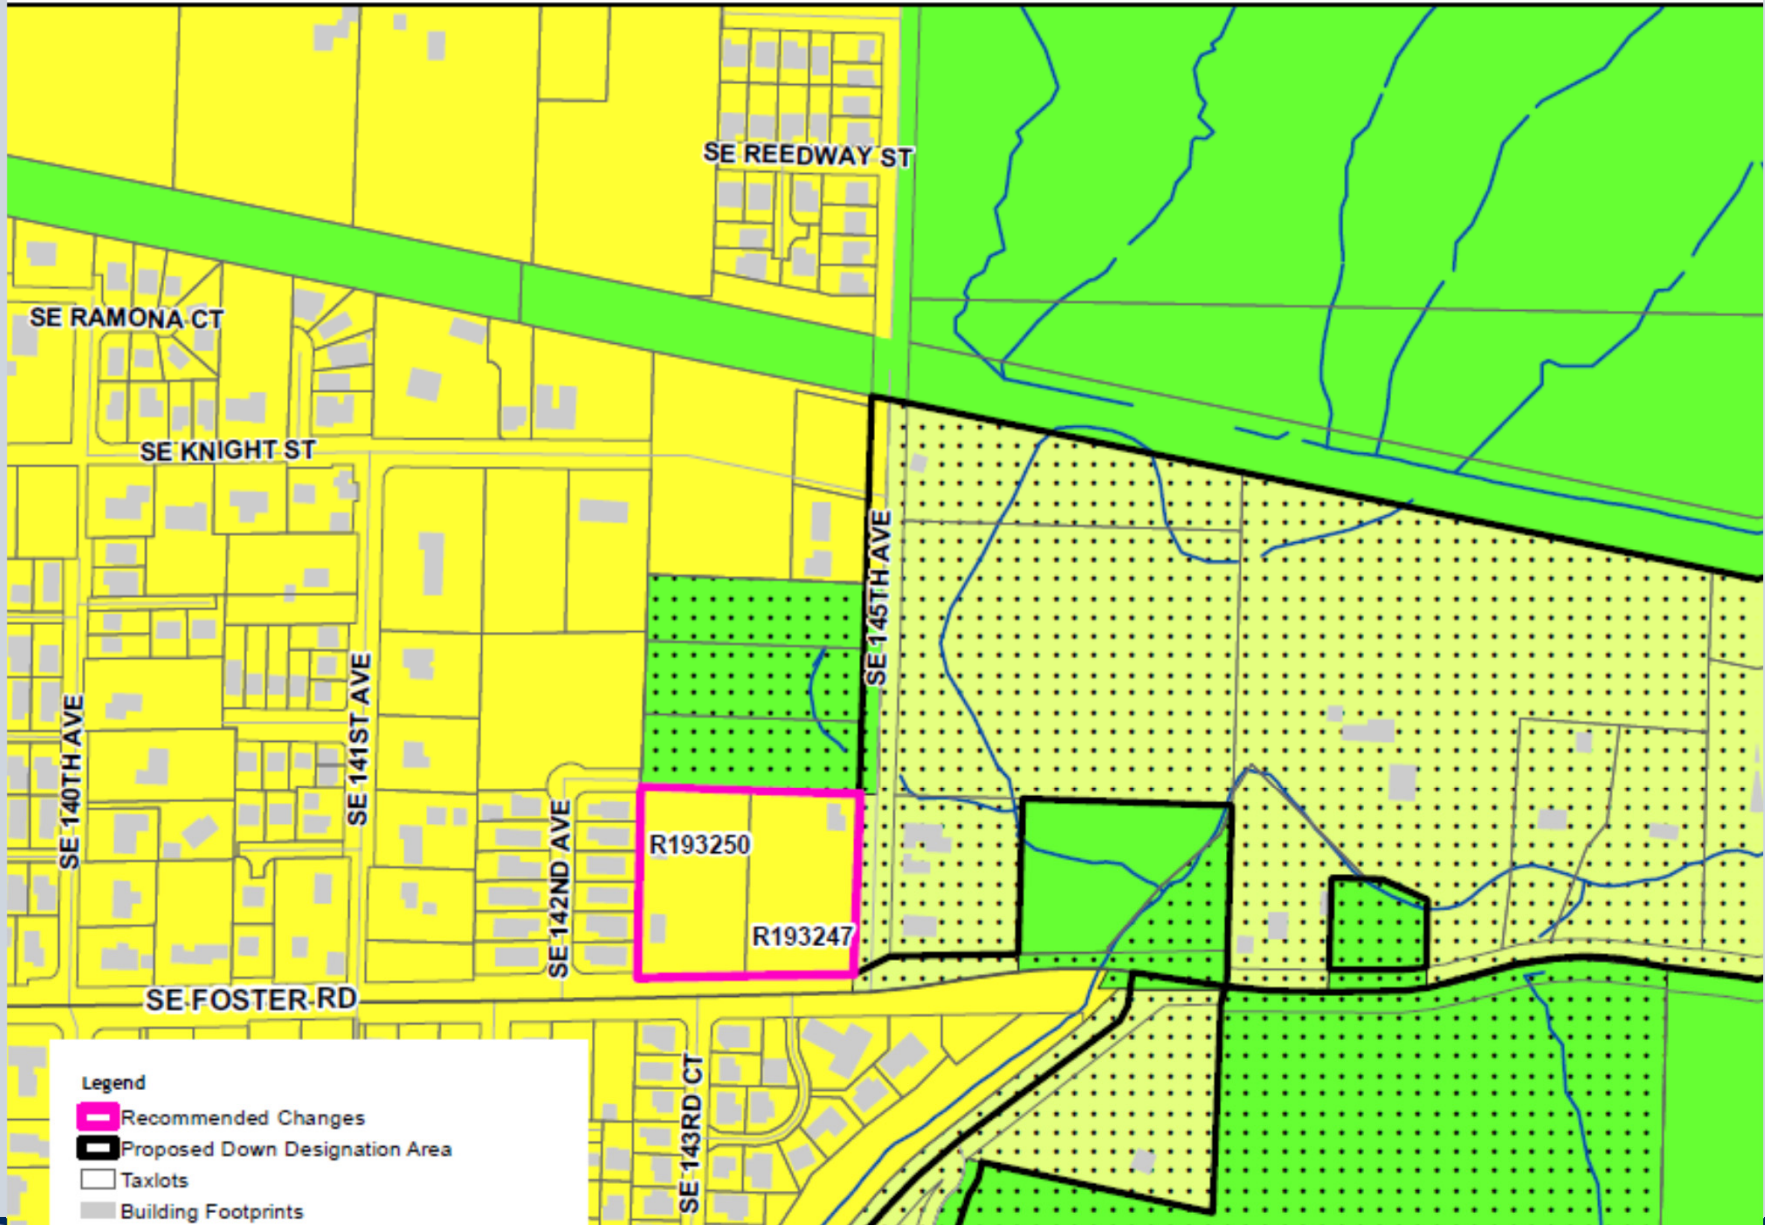 SE REEDWAY ST
SE RAMONA CT
SE KNIGHT ST
SE 145TH AVE
SE 140TH AVE
SE 141ST AVE
SE 142ND AVE
R193250
R193247
SE FOSTER RD
SE 143RD CT
Legend
Recommended Changes
Proposed Down Designation Area
Taxlots
Building Footprints